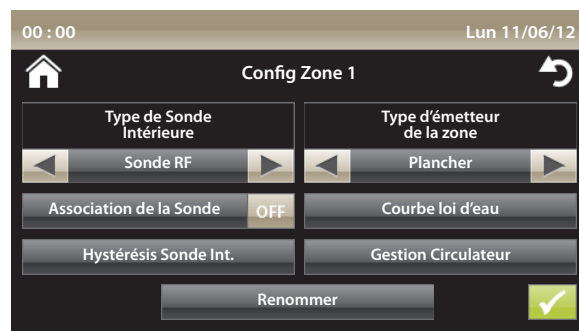 00 : 00
Lun 11/06/12
Config Zone 1
Type de Sonde
Intérieure
Type d'émetteur
de la zone
Sonde RF
Plancher
Association de la Sonde
OFF
Courbe loi d'eau
Hystérésis Sonde Int.
Gestion Circulateur
Renommer